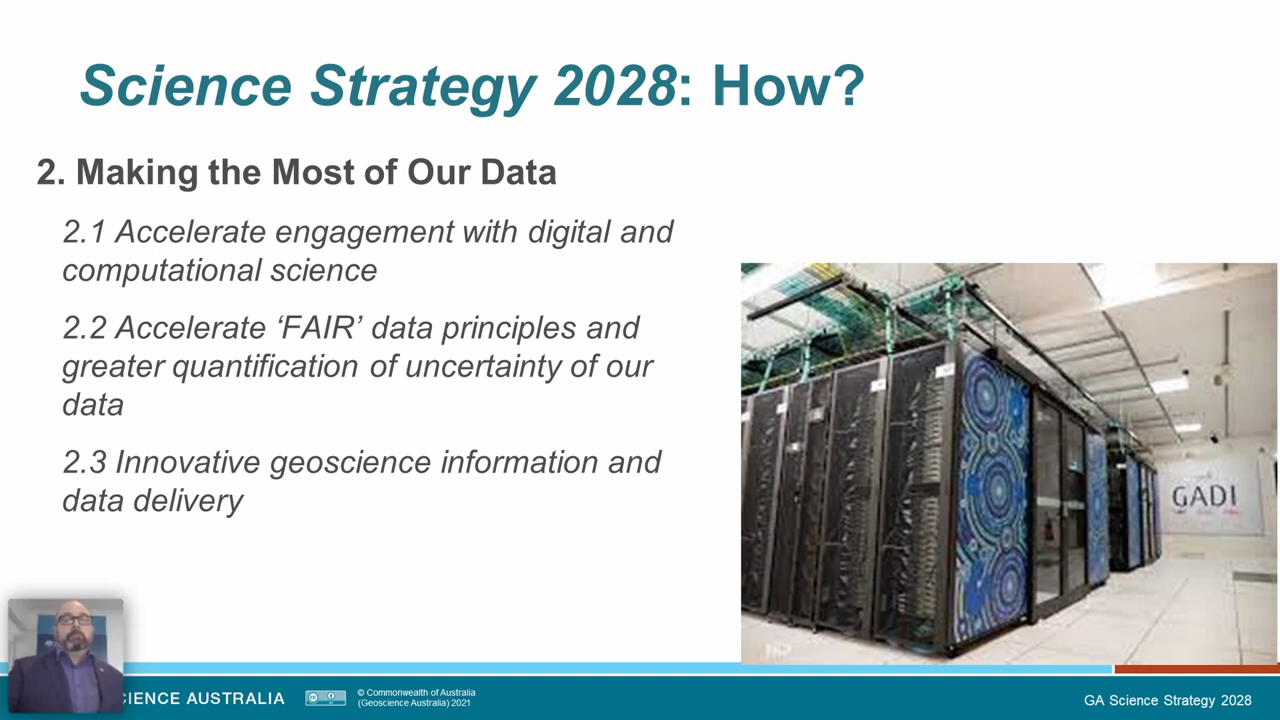 Science Strategy 2028: How?
2. Making the Most of Our Data
2.1 Accelerate engagement with digital and
computational science
2.2 Accelerate ‘FAIR’ data principles and
greater quantification of uncertainty of our
data
2.3 Innovative geoscience information and
data delivery
GADI
CIENCE AUSTRALIA
© Commonwealth of Australia
(Geoscience Australia) 2021
GA Science Strategy 2028